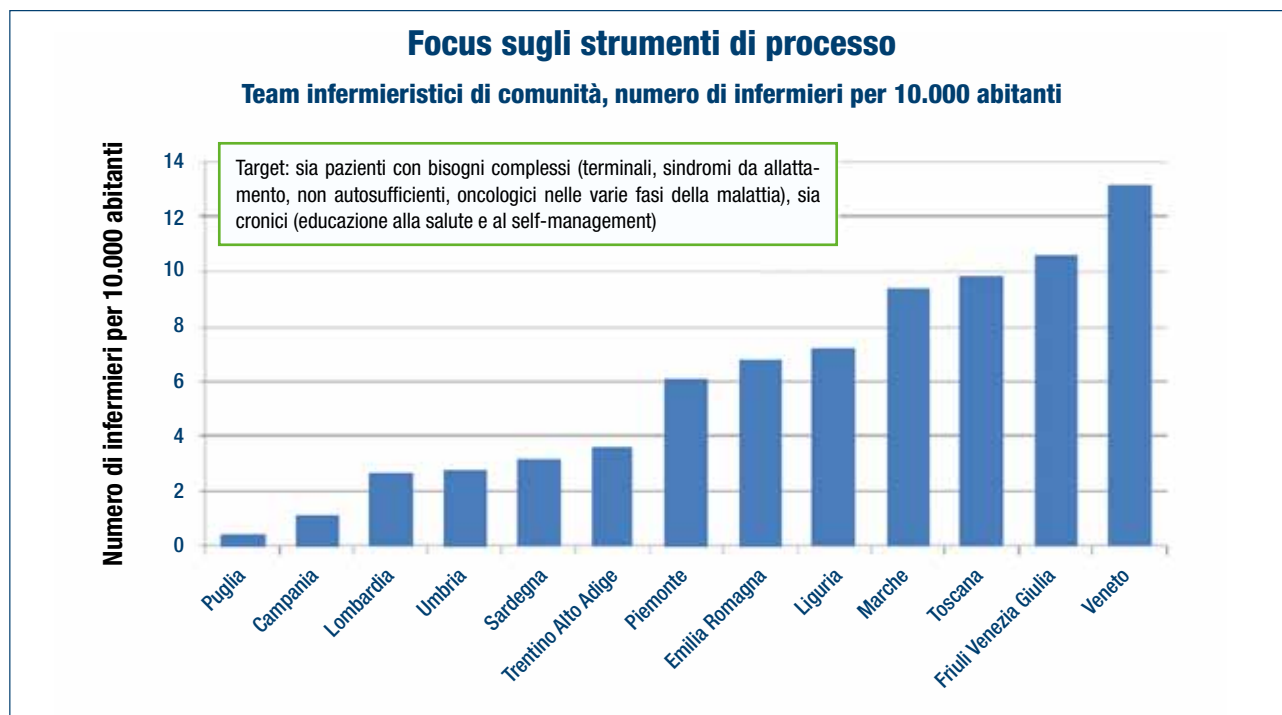 Focus sugli strumenti di processo
Team infermieristici di comunità, numero di infermieri per 10.000 abitanti
Numero di infermieri per 10.000 abitanti
Target: sia pazienti con bisogni complessi (terminali, sindromi da allatta-
mento, non autosufficienti, oncologici nelle varie fasi della malattia), sia
cronici (educazione alla salute e al self-management)
14
12
10
8
6
4
2
0
Puglia
Campania
Lombardia
Umbria
Sardegna
Trentino Alto Adige
Piemonte
Emilia Romagna
Liguria
Marche
Toscana
Friuli Venezia Giulia
Veneto